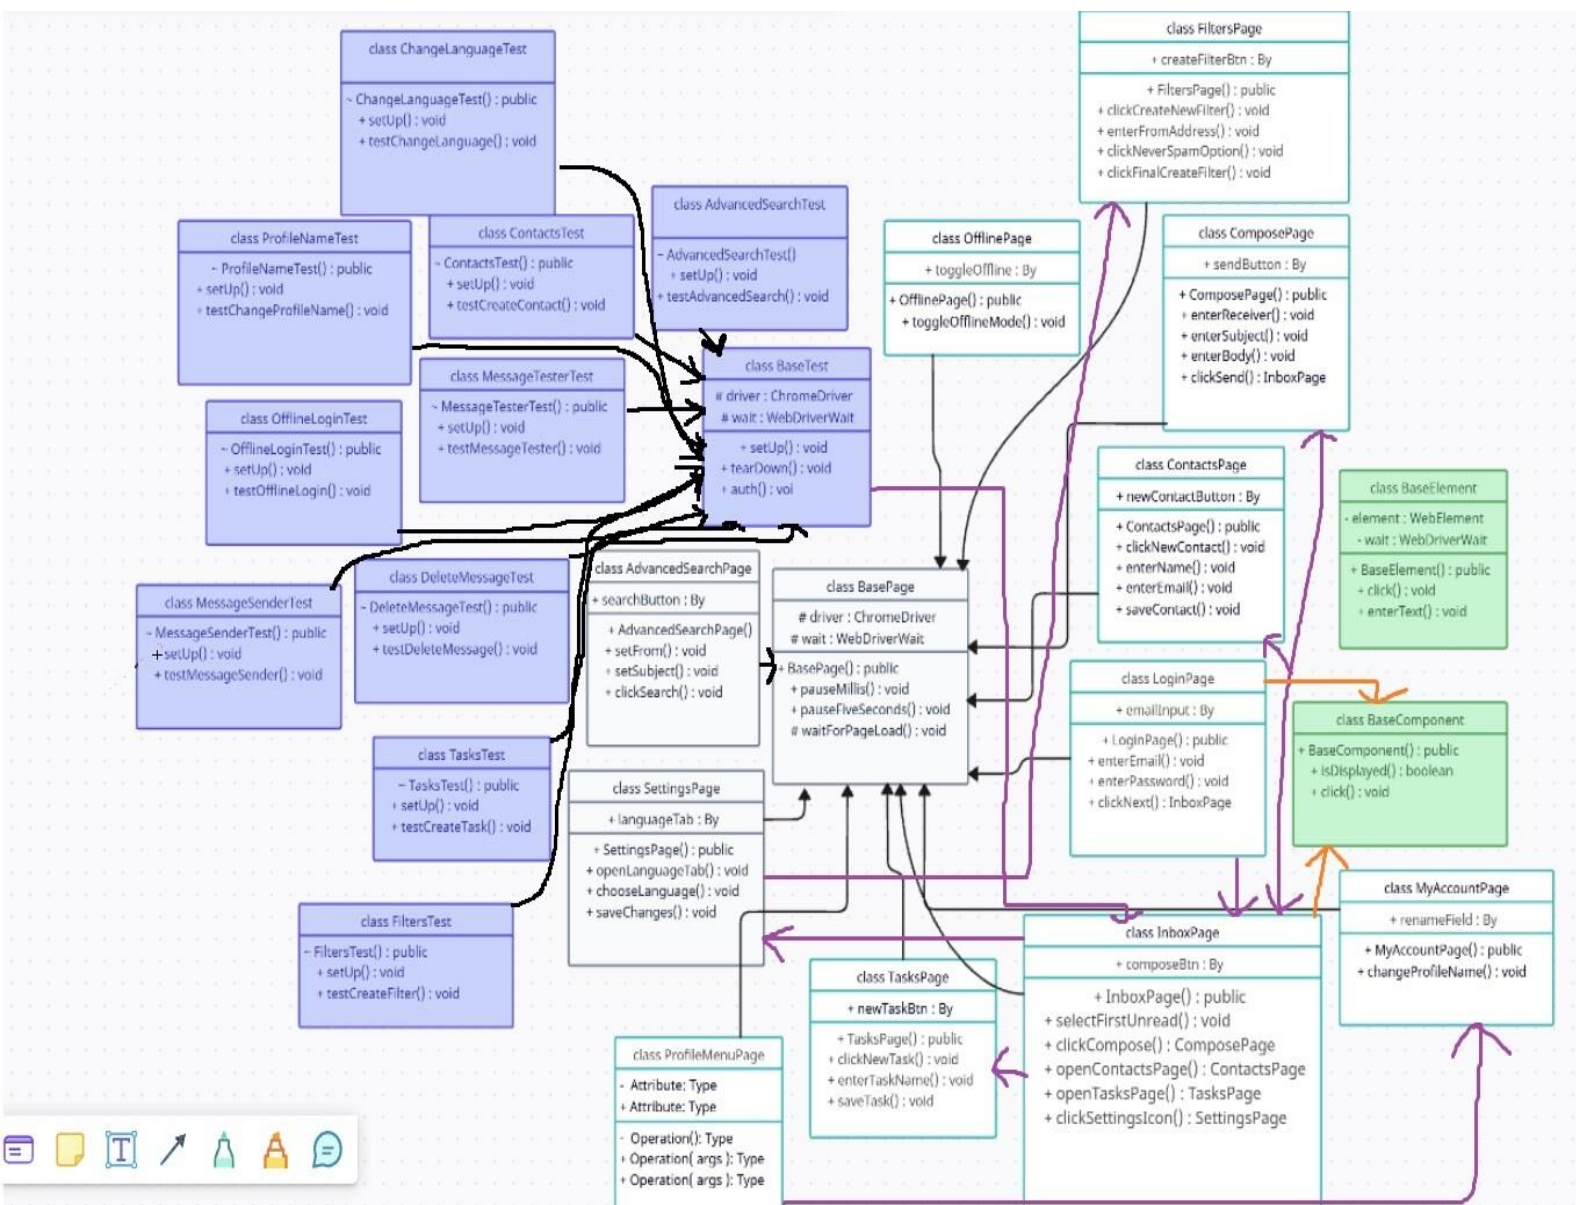 class ChangeLanguageTest
~ ChangeLanguageTest() : public
+ setUp() : void
+ testChangeLanguage() : void
class ProfileNameTest
~ ProfileNameTest() : public
+ setUp() : void
+ testChangeProfileName() : void
class ContactsTest
~ ContactsTest() : public
+ setUp() : void
+ testCreateContact() : void
class AdvancedSearchTest
~ AdvancedSearchTest()
+ setUp() : void
+ testAdvancedSearch() : void
class OfflineLoginTest
~ OfflineLoginTest() : public
+ setUp() : void
+ testOfflineLogin() : void
class MessageTesterTest
~ MessageTesterTest() : public
+ setUp() : void
+ testMessageTester() : void
class BaseTest
# driver : ChromeDriver
# wait : WebDriverWait
+ setUp() : void
+ tearDown() : void
+ auth() : voi
class MessageSenderTest
~ MessageSenderTest() : public
+ setUp() : void
+ testMessageSender() : void
class DeleteMessageTest
~ DeleteMessageTest() : public
+ setUp() : void
+ testDeleteMessage() : void
class TasksTest
~ TasksTest() : public
+ setUp() : void
+ testCreateTask() : void
class FiltersTest
~ FiltersTest() : public
+ setUp() : void
+ testCreateFilter() : void
class FiltersPage
+ createFilterBtn : By
+ FiltersPage() : public
+ clickCreateNewFilter() : void
+ enterFromAddress() : void
+ clickNeverSpamOption() : void
+ clickFinalCreateFilter() : void
class OfflinePage
+ toggleOffline : By
+ OfflinePage() : public
+ toggleOfflineMode() : void
class ComposePage
+ sendButton : By
+ ComposePage() : public
+ enterReceiver() : void
+ enterSubject() : void
+ enterBody() : void
+ clickSend() : InboxPage
class ContactsPage
+ newContactButton : By
+ ContactsPage() : public
+ clickNewContact() : void
+ enterName() : void
+ enterEmail() : void
+ saveContact() : void
class BaseElement
- element : WebElement
- wait : WebDriverWait
+ BaseElement() : public
+ click() : void
+ enterText() : void
class AdvancedSearchPage
+ searchButton : By
+ AdvancedSearchPage()
+ setFrom() : void
+ setSubject() : void
+ clickSearch() : void
class BasePage
# driver : ChromeDriver
# wait : WebDriverWait
+ BasePage() : public
+ pauseMillis() : void
+ pauseFiveSeconds() : void
# waitForPageLoad() : void
class LoginPage
+ emailInput : By
+ LoginPage() : public
+ enterEmail() : void
+ enterPassword() : void
+ clickNext() : InboxPage
class BaseComponent
+ BaseComponent() : public
+ isDisplayed() : boolean
+ click() : void
class SettingsPage
+ languageTab : By
+ SettingsPage() : public
+ openLanguageTab() : void
+ chooseLanguage() : void
+ saveChanges() : void
class MyAccountPage
+ renameField : By
+ MyAccountPage() : public
+ changeProfileName() : void
class InboxPage
+ composeBtn : By
+ InboxPage() : public
+ selectFirstUnread() : void
+ clickCompose() : ComposePage
+ openContactsPage() : ContactsPage
+ openTasksPage() : TasksPage
+ clickSettingsIcon() : SettingsPage
class TasksPage
+ newTaskBtn : By
+ TasksPage() : public
+ clickNewTask() : void
+ enterTaskName() : void
+ saveTask() : void
class ProfileMenuPage
- Attribute: Type
+ Attribute: Type
- Operation(): Type
+ Operation( args ): Type
+ Operation( args ): Type
T